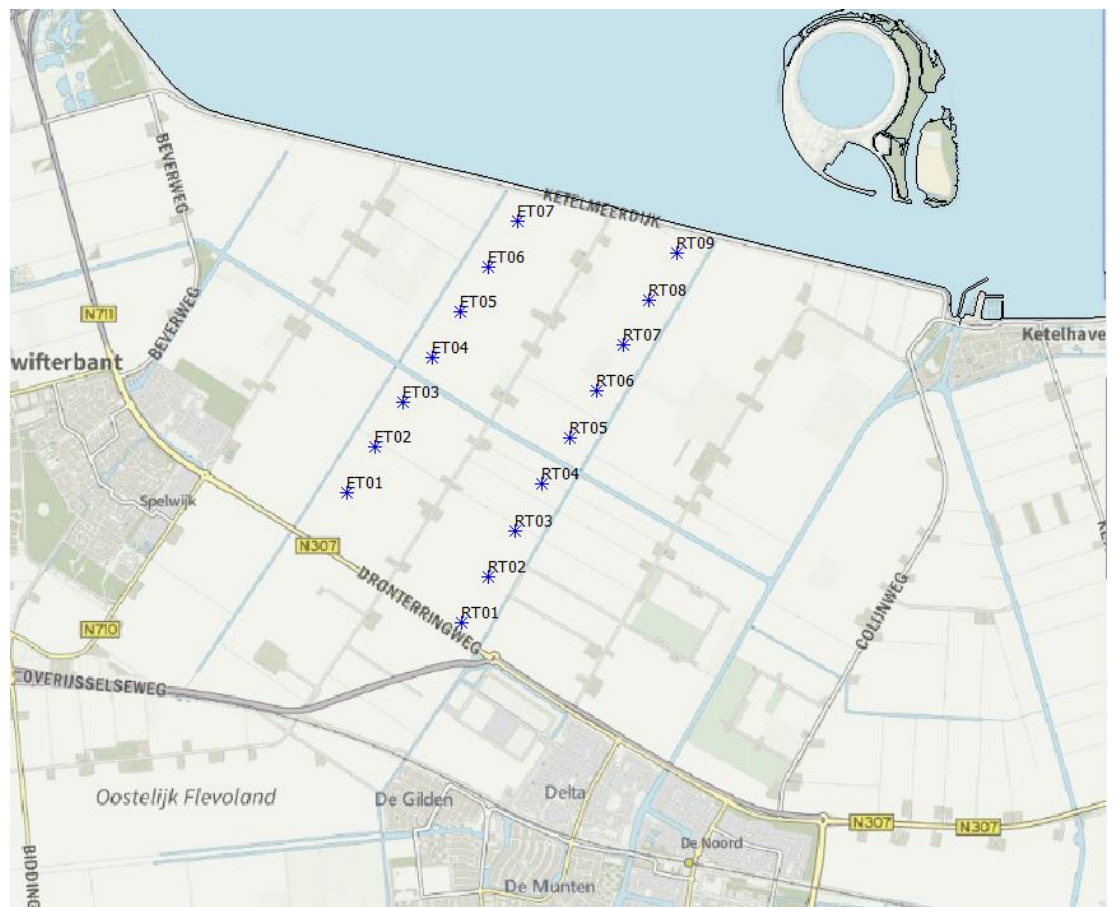 BEVERWEG
KETELMEERDIJK
ET07
RT09
ET06
RT08
ET05
BEVERWEG
N711
RT07
Ketelhave
wifterbant
ET04
RT06
ET03
RT05
ET02
RT04
ET01
Spelwijk
RT03
N307
DRONTERRINGWEG
RT02
COLIJNWEG
RT01
N710
OVERIJSSELSEWEG
Oostelijk Flevoland
De Gilden
Delta
N307
N307
De Noord
BIDDING
De Munten